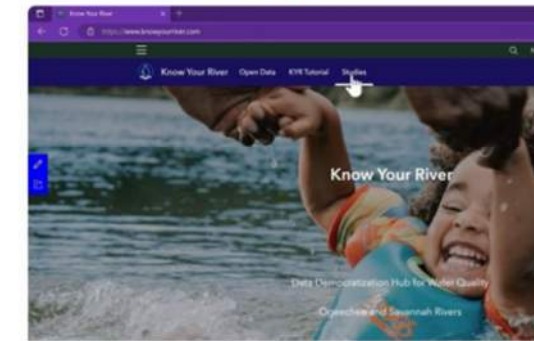 Know Your River
https://www.knowyourriver.com
Know Your River Open Data KYR Tutorial Studies
Know Your River
Data Democratization Hub for Water Quality
Ogeechee and Savannah Rivers